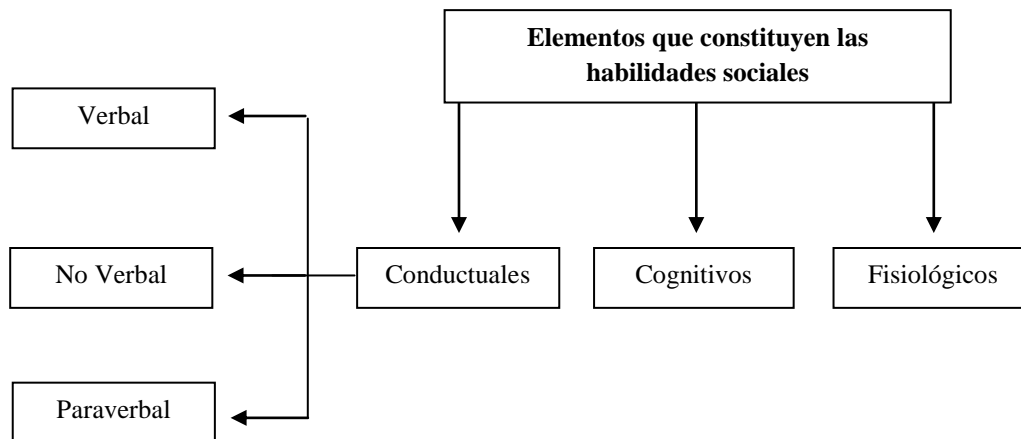 Elementos que constituyen las
habilidades sociales
Verbal
No Verbal
Conductuales
Cognitivos
Fisiológicos
Paraverbal